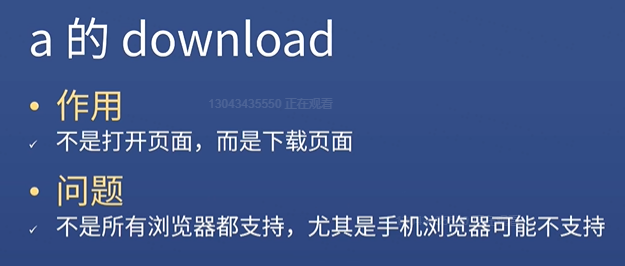 a 的 download
• 作用
13043435550 正在观看
✓ 不是打开页面，而是下载页面
• 问题
✓ 不是所有浏览器都支持，尤其是手机浏览器可能不支持